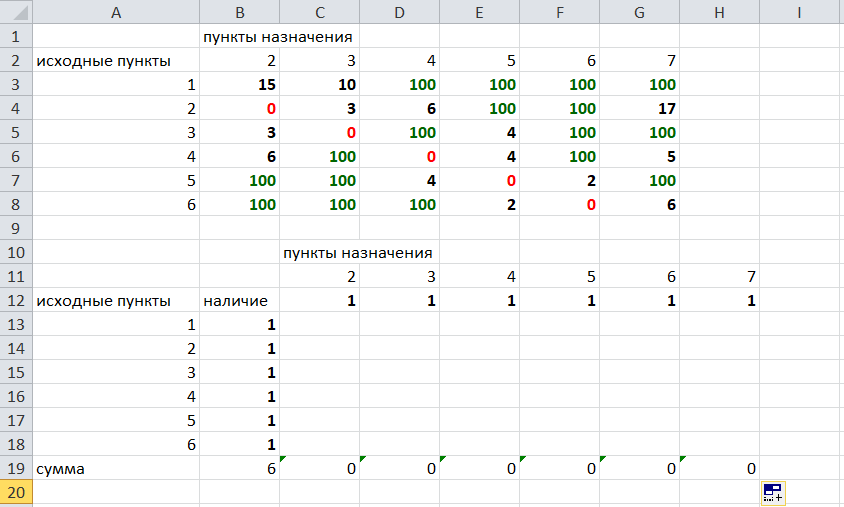 A B C D E F G H I
1 пункты назначения
2 исходные пункты 2 3 4 5 6 7
3 1 15 10 100 100 100 100
4 2 0 3 6 100 100 17
5 3 3 0 100 4 100 100
6 4 6 100 0 4 100 5
7 5 100 100 4 0 2 100
8 6 100 100 100 2 0 6
9
10 пункты назначения
11 2 3 4 5 6 7
12 исходные пункты наличие 1 1 1 1 1 1
13 1 1
14 2 1
15 3 1
16 4 1
17 5 1
18 6 1
19 сумма 6 0 0 0 0 0 0
20